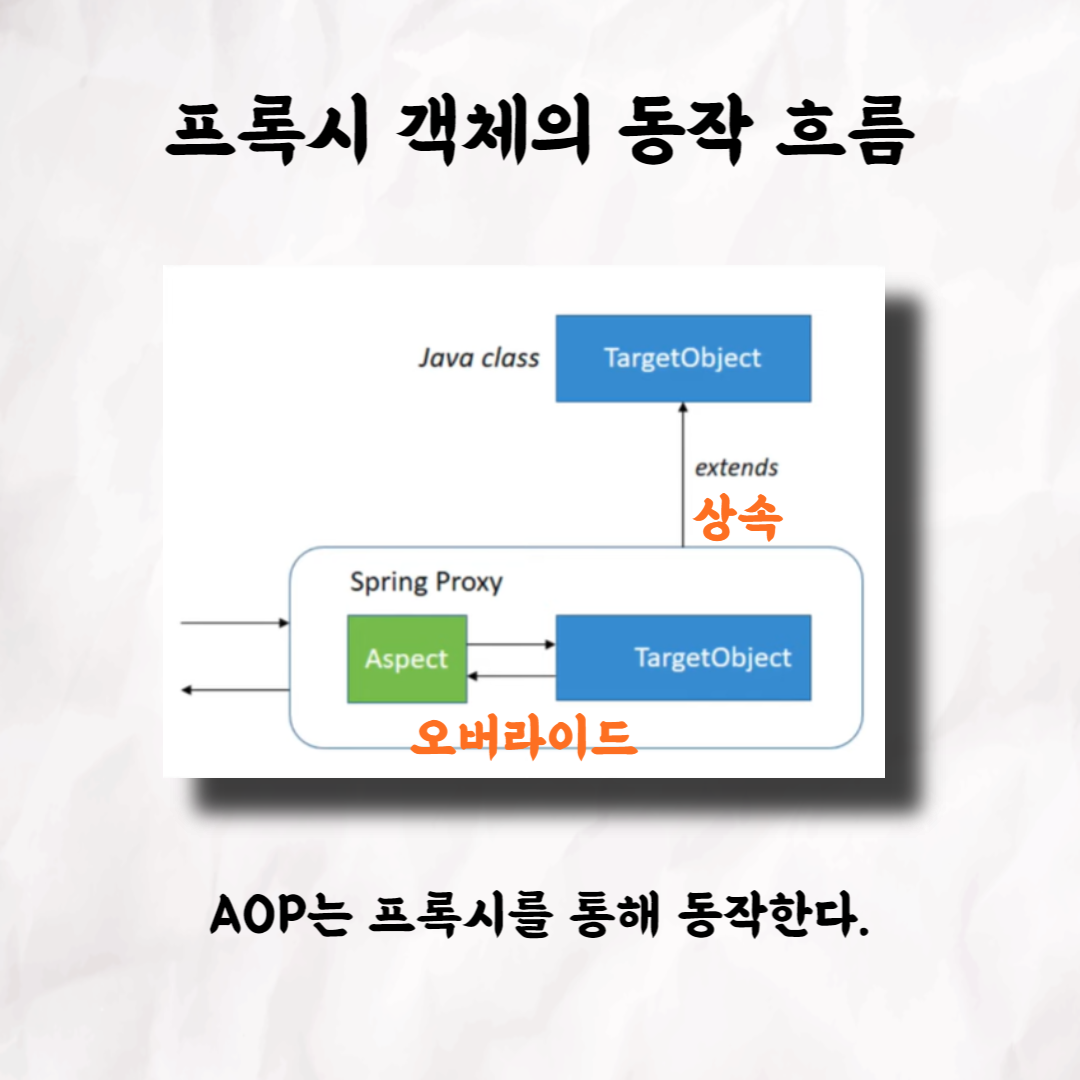 프록시 객체의 동작 흐름
Java class
TargetObject
extends
상속
Spring Proxy
Aspect
TargetObject
오버라이드
AOP는 프록시를 통해 동작한다.